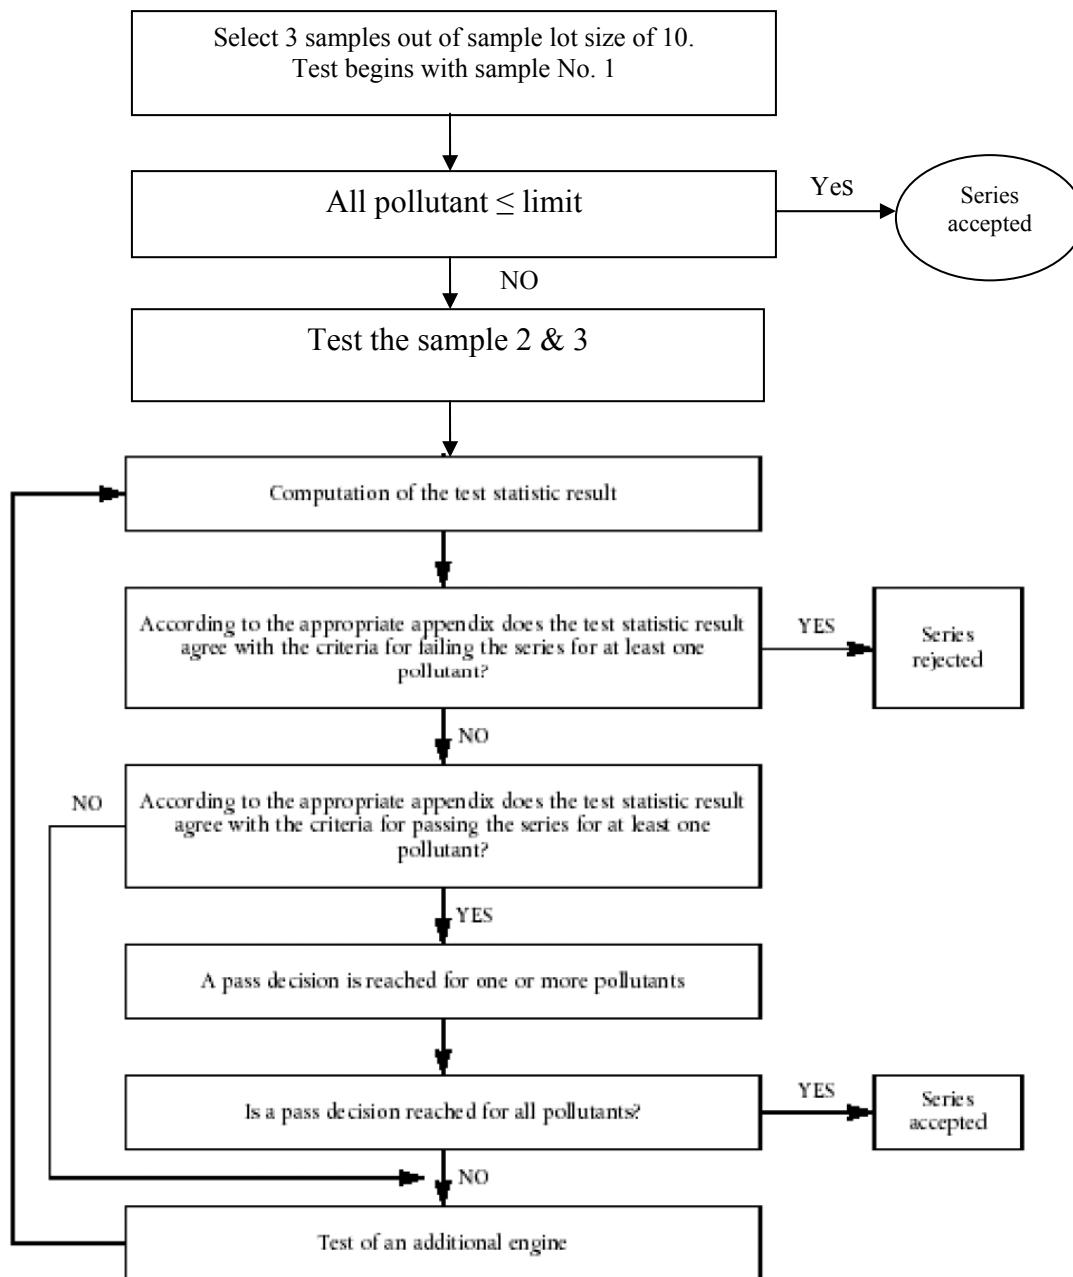 Select 3 samples out of sample lot size of 10.
Test begins with sample No. 1
All pollutant ≤ limit
Yes
Series
accepted
NO
Test the sample 2 & 3
Computation of the test statistic result
According to the appropriate appendix does the test statistic result
agree with the criteria for failing the series for at least one
pollutant?
YES
Series
rejected
NO
NO
According to the appropriate appendix does the test statistic result
agree with the criteria for passing the series for at least one
pollutant?
YES
A pass decision is reached for one or more pollutants
Is a pass decision reached for all pollutants?
YES
Series
accepted
NO
Test of an additional engine